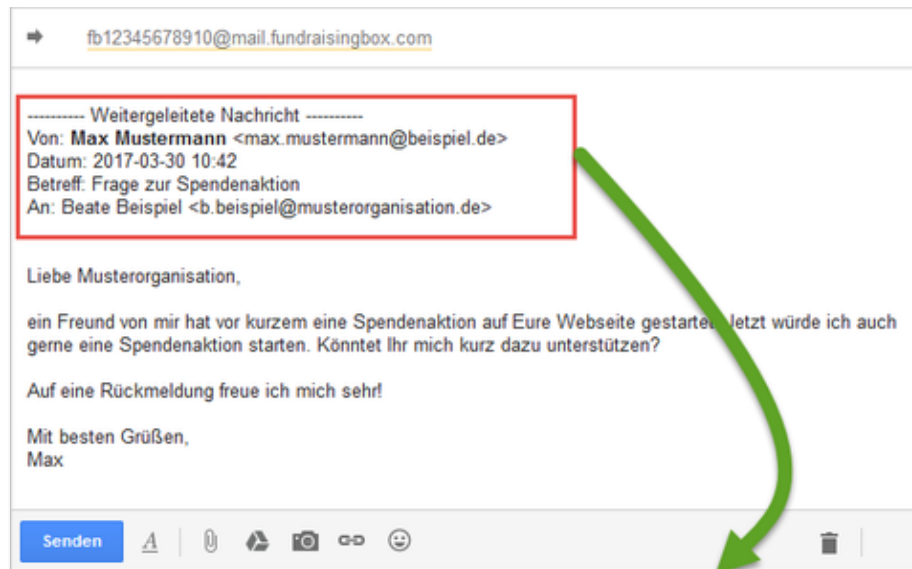 fb12345678910@mail.fundraisingbox.com
---------- Weitergeleitete Nachricht ----------
Von: Max Mustermann <max.mustermann@beispiel.de>
Datum: 2017-03-30 10:42
Betreff: Frage zur Spendenaktion
An: Beate Beispiel <b.beispiel@musterorganisation.de>
Liebe Musterorganisation,
ein Freund von mir hat vor kurzem eine Spendenaktion auf Eure Webseite gestartet. Jetzt würde ich auch
gerne eine Spendenaktion starten. Könntet Ihr mich kurz dazu unterstützen?
Auf eine Rückmeldung freue ich mich sehr!
Mit besten Grüßen,
Max
Senden